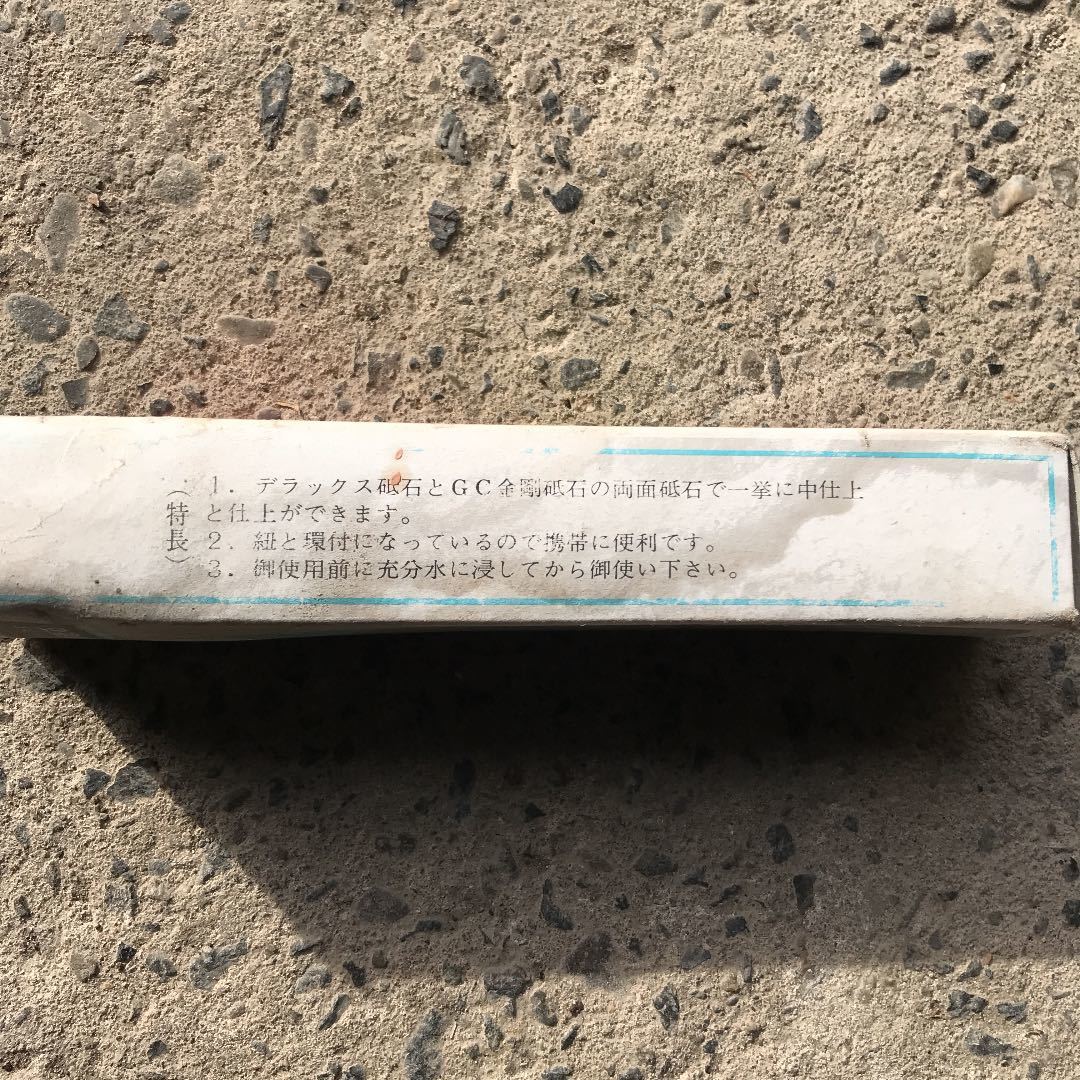 (特長)
1. デラックス砥石とGC金剛砥石の両面砥石で一挙に中仕上
と仕上ができます。
2. 紐と環付になっているので携帯に便利です。
3. 御使用前に充分水に浸してから御使い下さい。